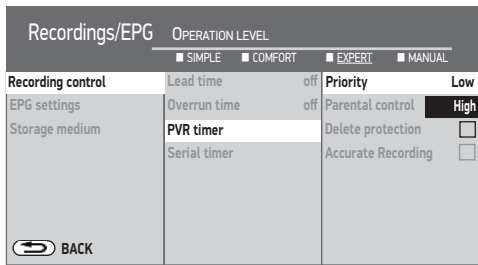 Recordings/EPG OPERATION LEVEL
SIMPLE COMFORT EXPERT MANUAL
Recording control Lead time off Priority Low
EPG settings Overrun time off Parental control High
Storage medium PVR timer Delete protection
Serial timer Accurate Recording
BACK